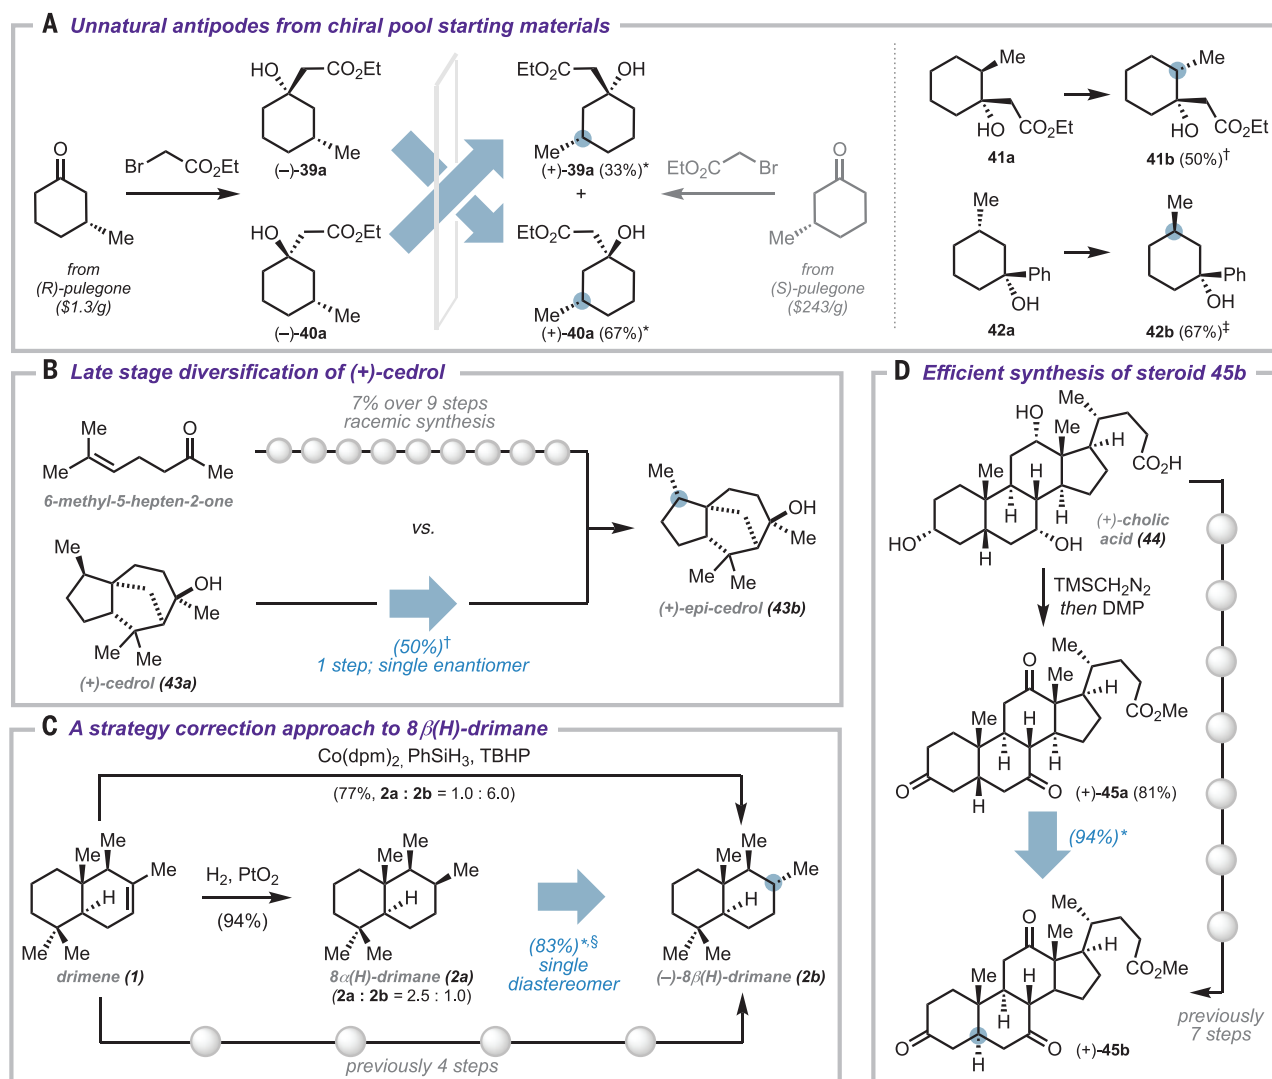 A Unnatural antipodes from chiral pool starting materials
HO
CO₂Et
Me
(–)-39a
O
Br
CO₂Et
Me
from
(R)-pulegone
($1.3/g)
HO
CO₂Et
Me
(–)-40a
EtO₂C
OH
Me
(+)-39a (33%)*
+
EtO₂C
OH
Me
(+)-40a (67%)*
EtO₂C
Br
O
Me
from
(S)-pulegone
($243/g)
Me
HO
CO₂Et
41a
Me
HO
CO₂Et
41b (50%)†
Me
Ph
OH
42a
Me
Ph
OH
42b (67%)‡
B Late stage diversification of (+)-cedrol
Me
O
Me
Me
6-methyl-5-hepten-2-one
7% over 9 steps
racemic synthesis
vs.
Me
OH
Me
Me
Me
(+)-cedrol (43a)
(50%)†
1 step; single enantiomer
Me
OH
Me
Me
Me
(+)-epi-cedrol (43b)
C A strategy correction approach to 8β(H)-drimane
Co(dpm)₂, PhSiH₃, TBHP
(77%, 2a : 2b = 1.0 : 6.0)
Me
Me
Me
H
Me
Me
drimene (1)
H₂, PtO₂
(94%)
Me
Me
Me
H
Me
Me
8α(H)-drimane (2a)
(2a : 2b = 2.5 : 1.0)
(83%)*,§
single
diastereomer
Me
Me
Me
H
Me
Me
(–)-8β(H)-drimane (2b)
previously 4 steps
D Efficient synthesis of steroid 45b
Me
HO
Me
H
CO₂H
Me
H
H
H
HO
OH
H
(+)-cholic
acid (44)
TMSCH₂N₂
then DMP
Me
O
Me
H
CO₂Me
Me
H
H
H
O
O
H
(+)-45a (81%)
(94%)*
Me
O
Me
H
CO₂Me
Me
H
H
O
O
H
(+)-45b
previously
7 steps